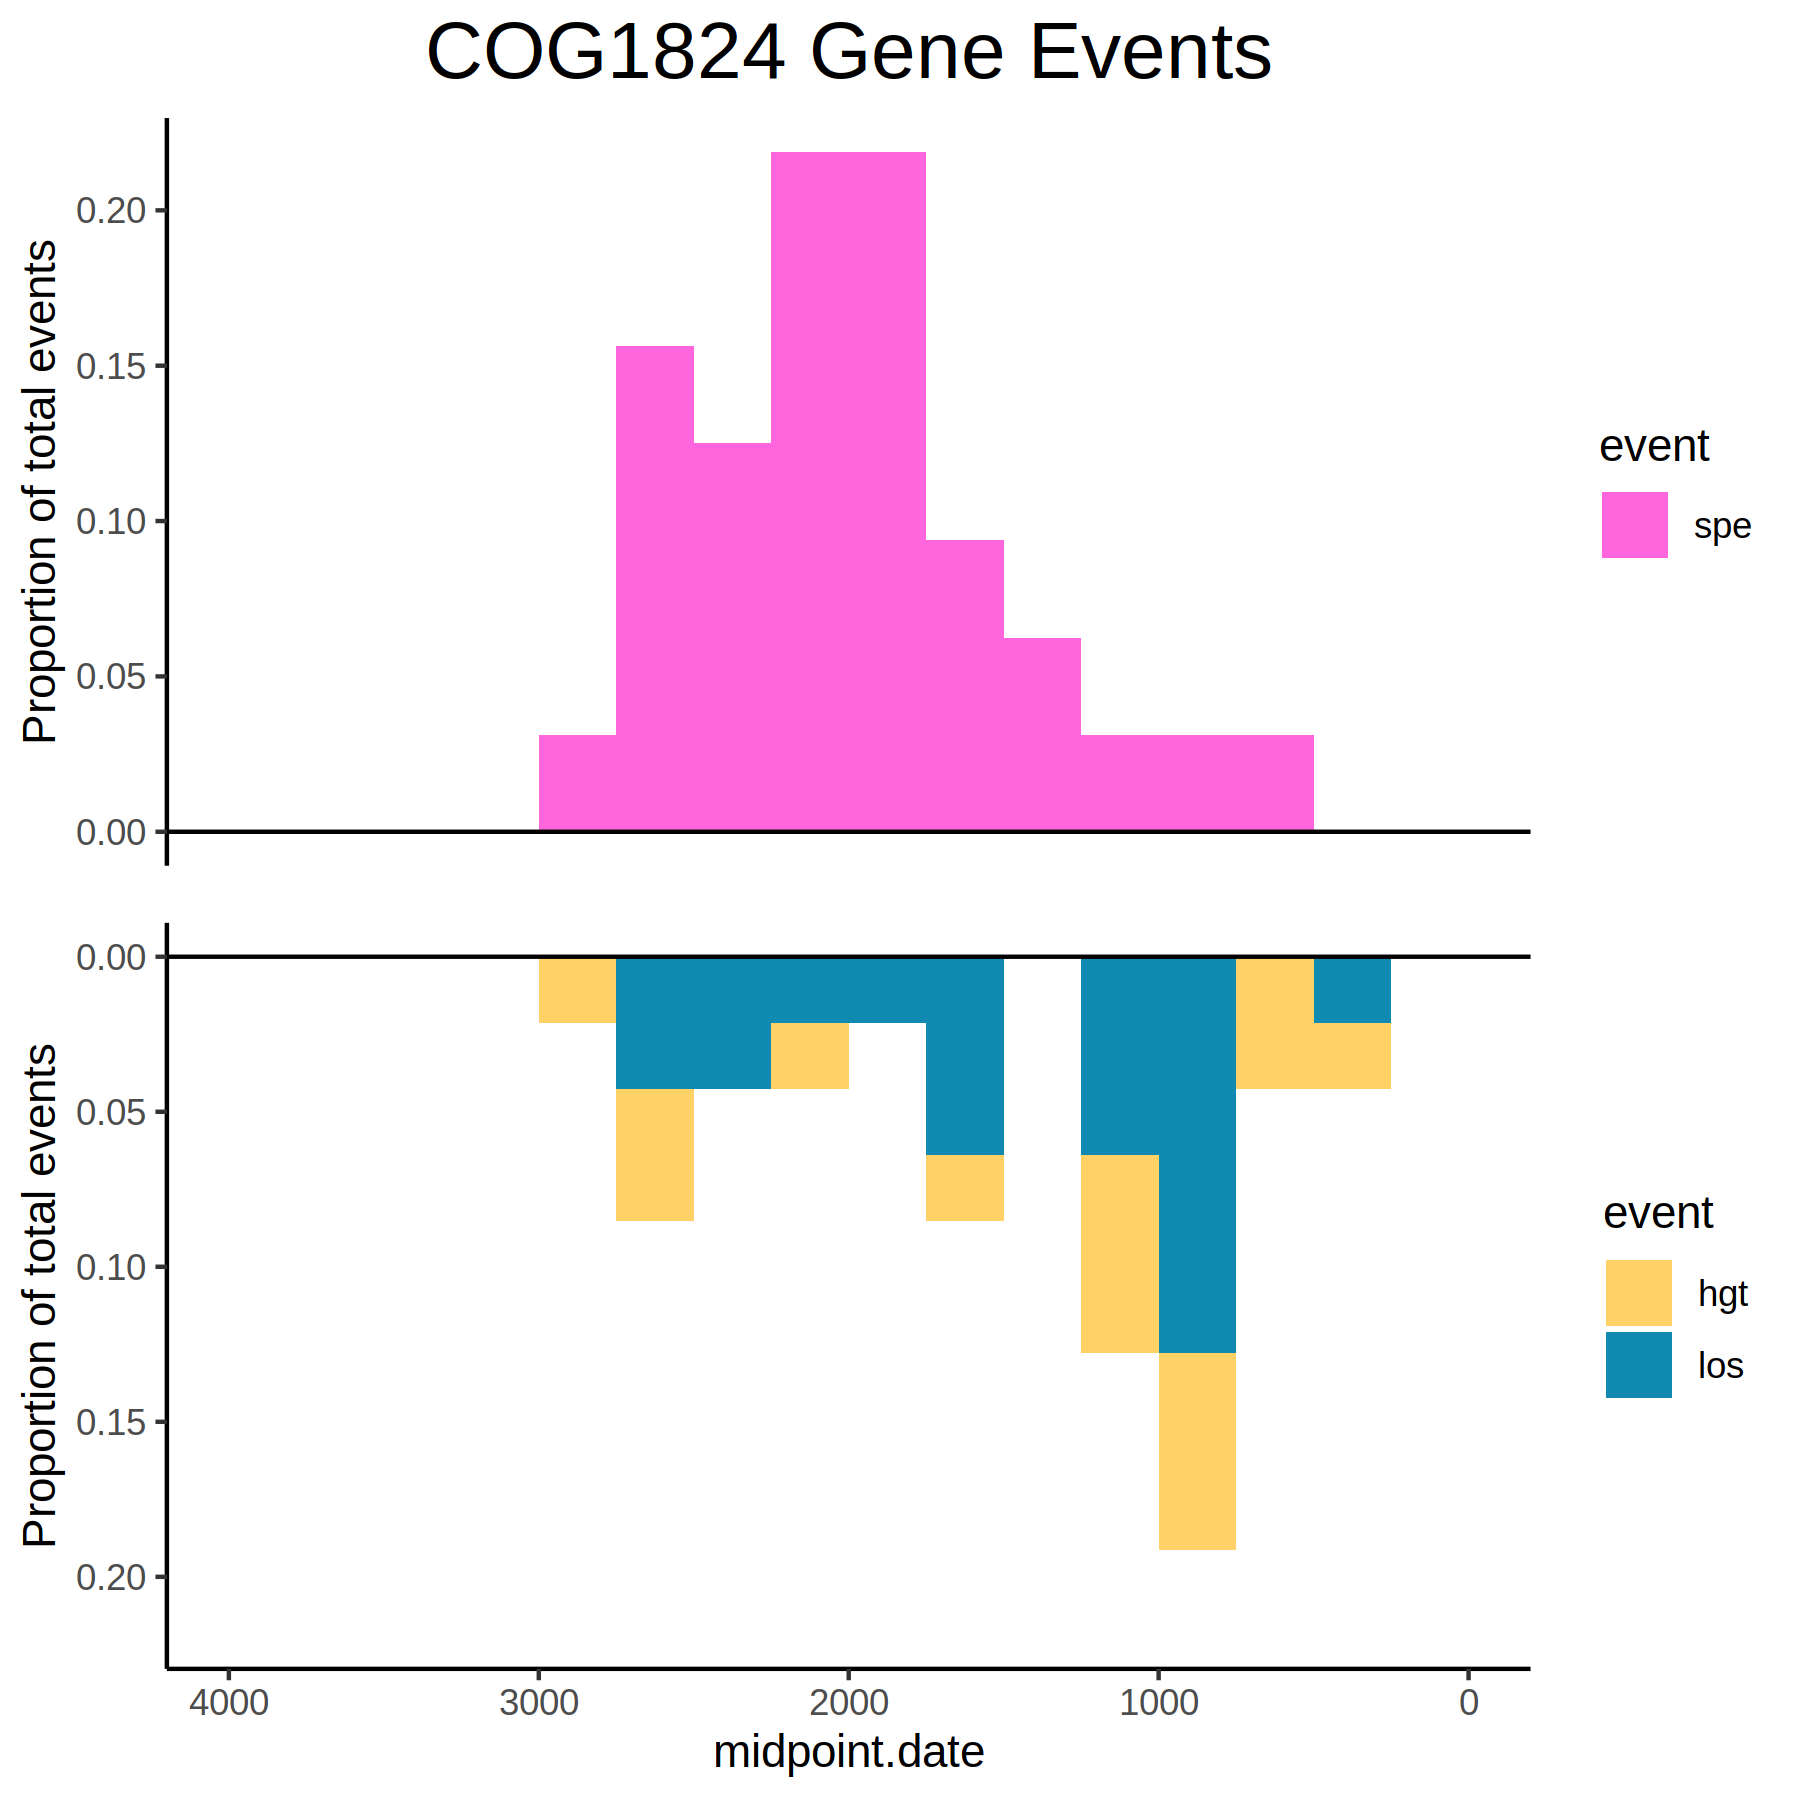 COG1824 Gene Events
Proportion of total events
0.20
0.15
0.10
0.05
0.00
event
spe
Proportion of total events
0.00
0.05
0.10
0.15
0.20
event
hgt
los
4000 3000 2000 1000 0
midpoint.date